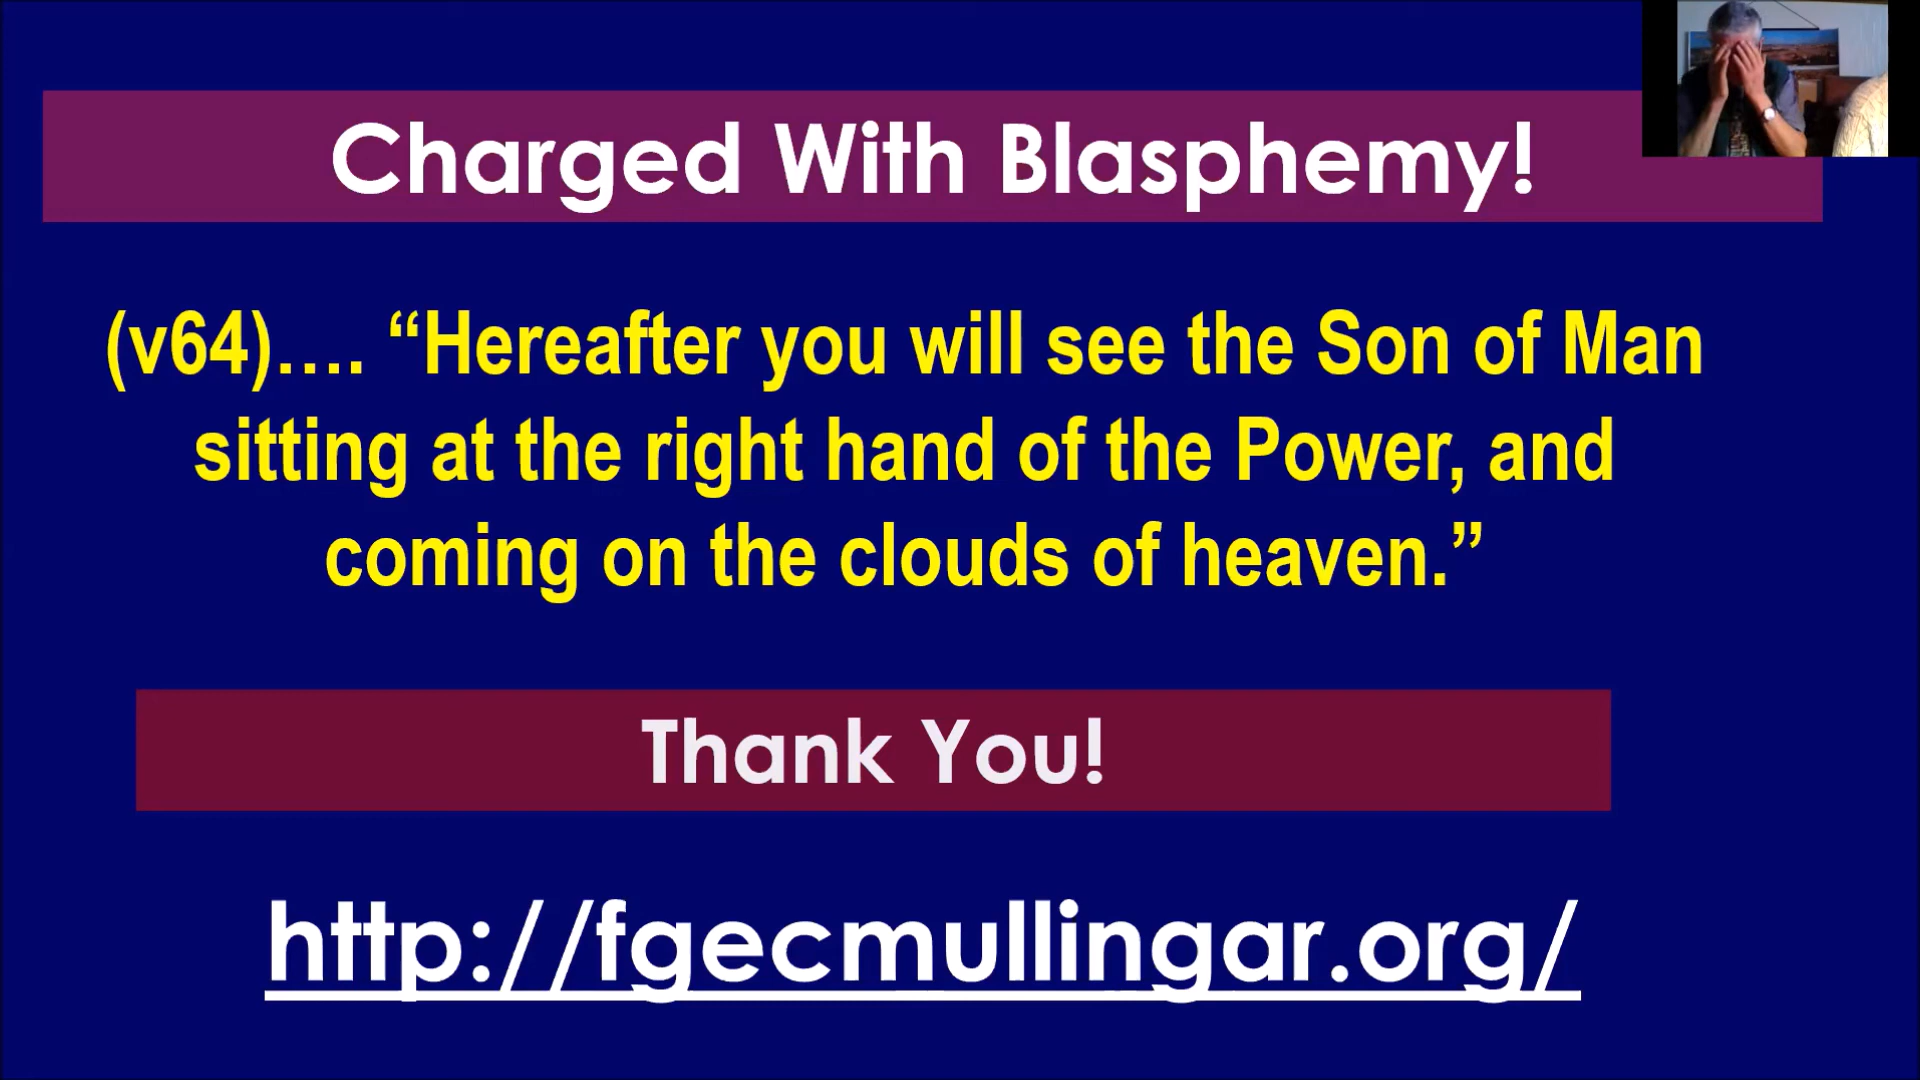 Charged With Blasphemy!
(v64)…. “Hereafter you will see the Son of Man
sitting at the right hand of the Power, and
coming on the clouds of heaven.”
Thank You!
http://fgecmullingar.org/